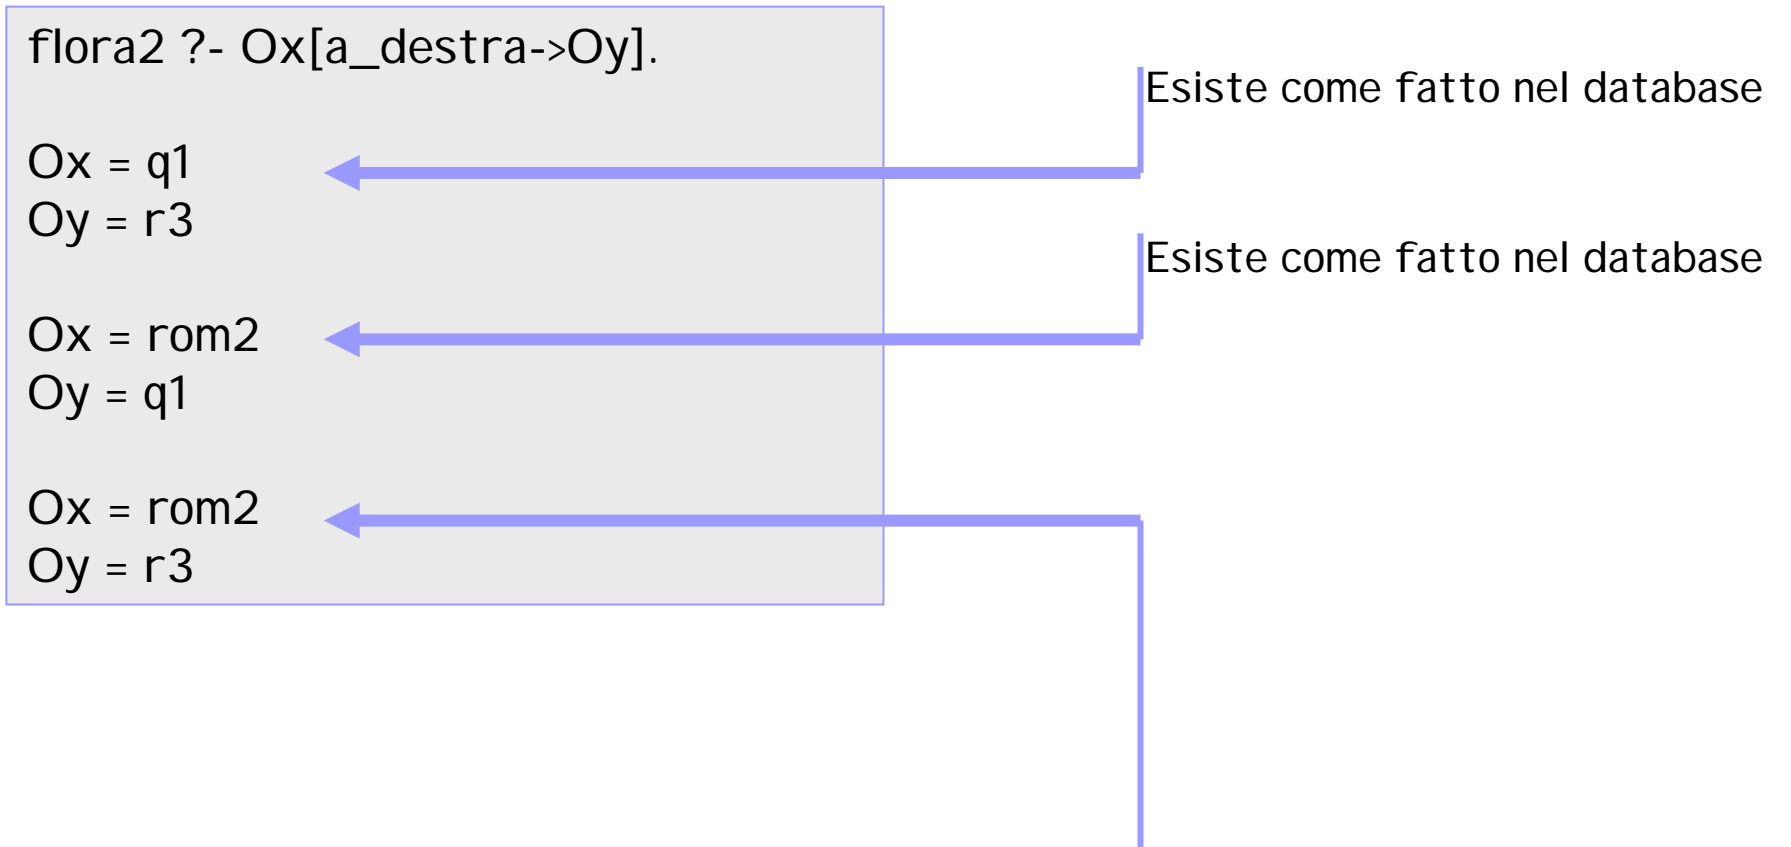 flora2 ?- Ox[a_destra->Oy].
Esiste come fatto nel database
Ox = q1
Oy = r3
Esiste come fatto nel database
Ox = rom2
Oy = q1
Ox = rom2
Oy = r3